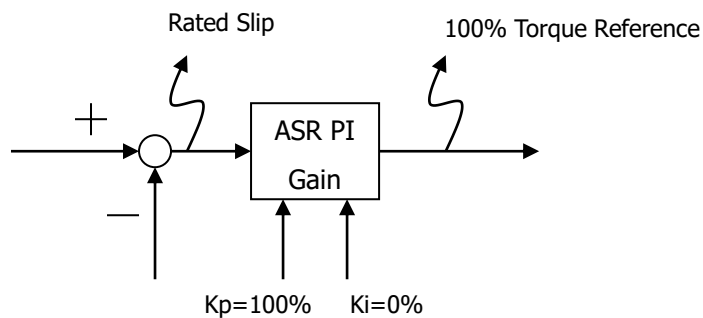 Rated Slip
100% Torque Reference
+
ASR PI
Gain
—
Kp=100%
Ki=0%